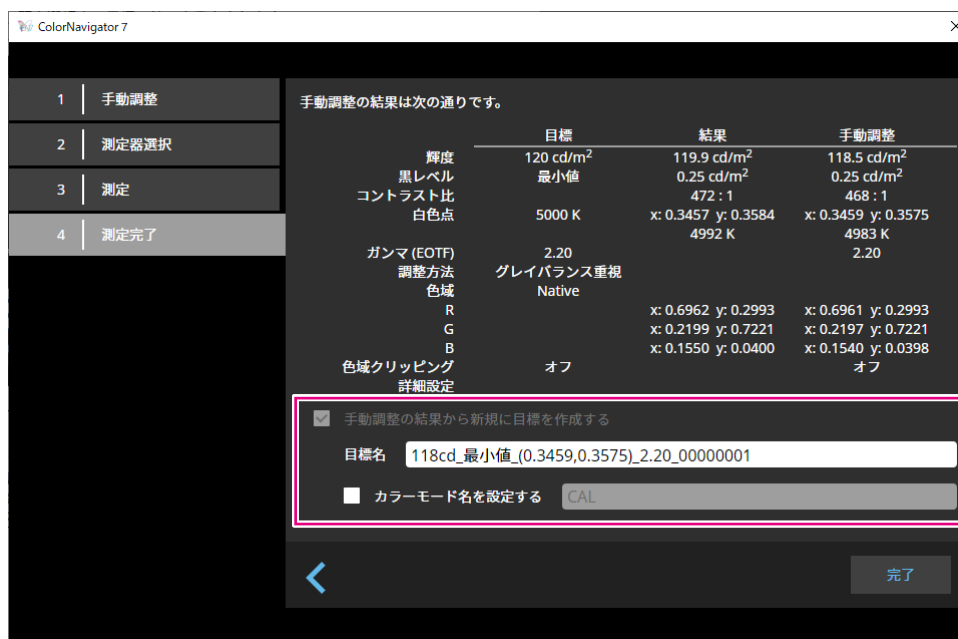 ColorNavigator 7
1 手動調整
2 測定器選択
3 測定
4 測定完了
手動調整の結果は次の通りです。
目標 結果 手動調整
輝度 120 cd/m2 119.9 cd/m2 118.5 cd/m2
黒レベル 最小値 0.25 cd/m2 0.25 cd/m2
コントラスト比 472 : 1 468 : 1
白色点 5000 K x: 0.3457 y: 0.3584 x: 0.3459 y: 0.3575
4992 K 4983 K
ガンマ (EOTF) 2.20 2.20
調整方法 グレイバランス重視
色域 Native
R x: 0.6962 y: 0.2993 x: 0.6961 y: 0.2993
G x: 0.2199 y: 0.7221 x: 0.2197 y: 0.7221
B x: 0.1550 y: 0.0400 x: 0.1540 y: 0.0398
色域クリッピング オフ オフ
詳細設定
手動調整の結果から新規に目標を作成する
目標名 118cd_最小値_(0.3459,0.3575)_2.20_00000001
カラーモード名を設定する CAL
完了